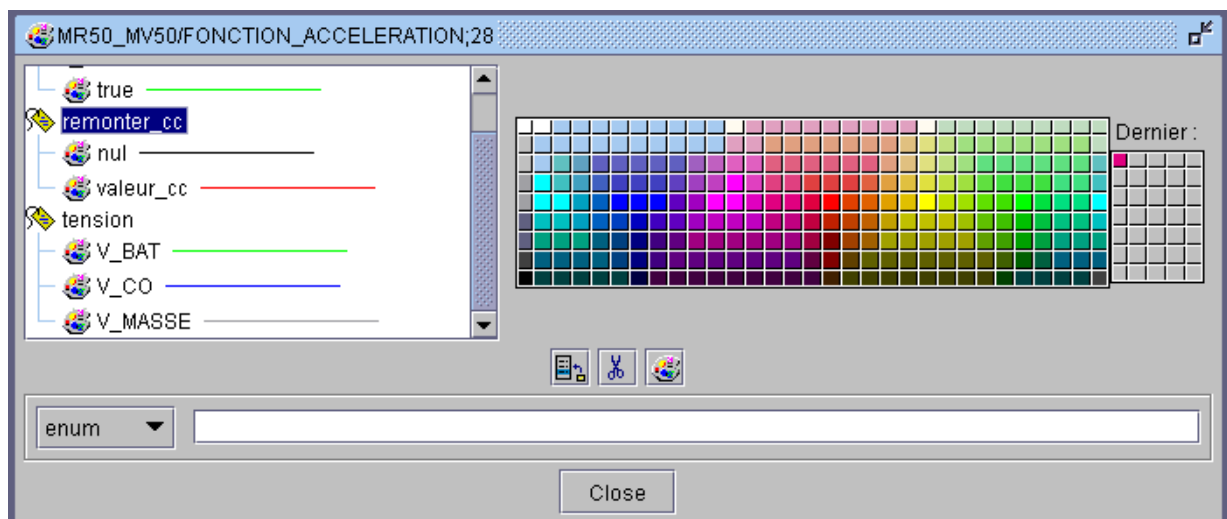 MR50_MV50/FONCTION_ACCELERATION;28
true
remonter_cc
nul
valeur_cc
tension
V_BAT
V_CO
V_MASSE
Dernier :
enum
Close